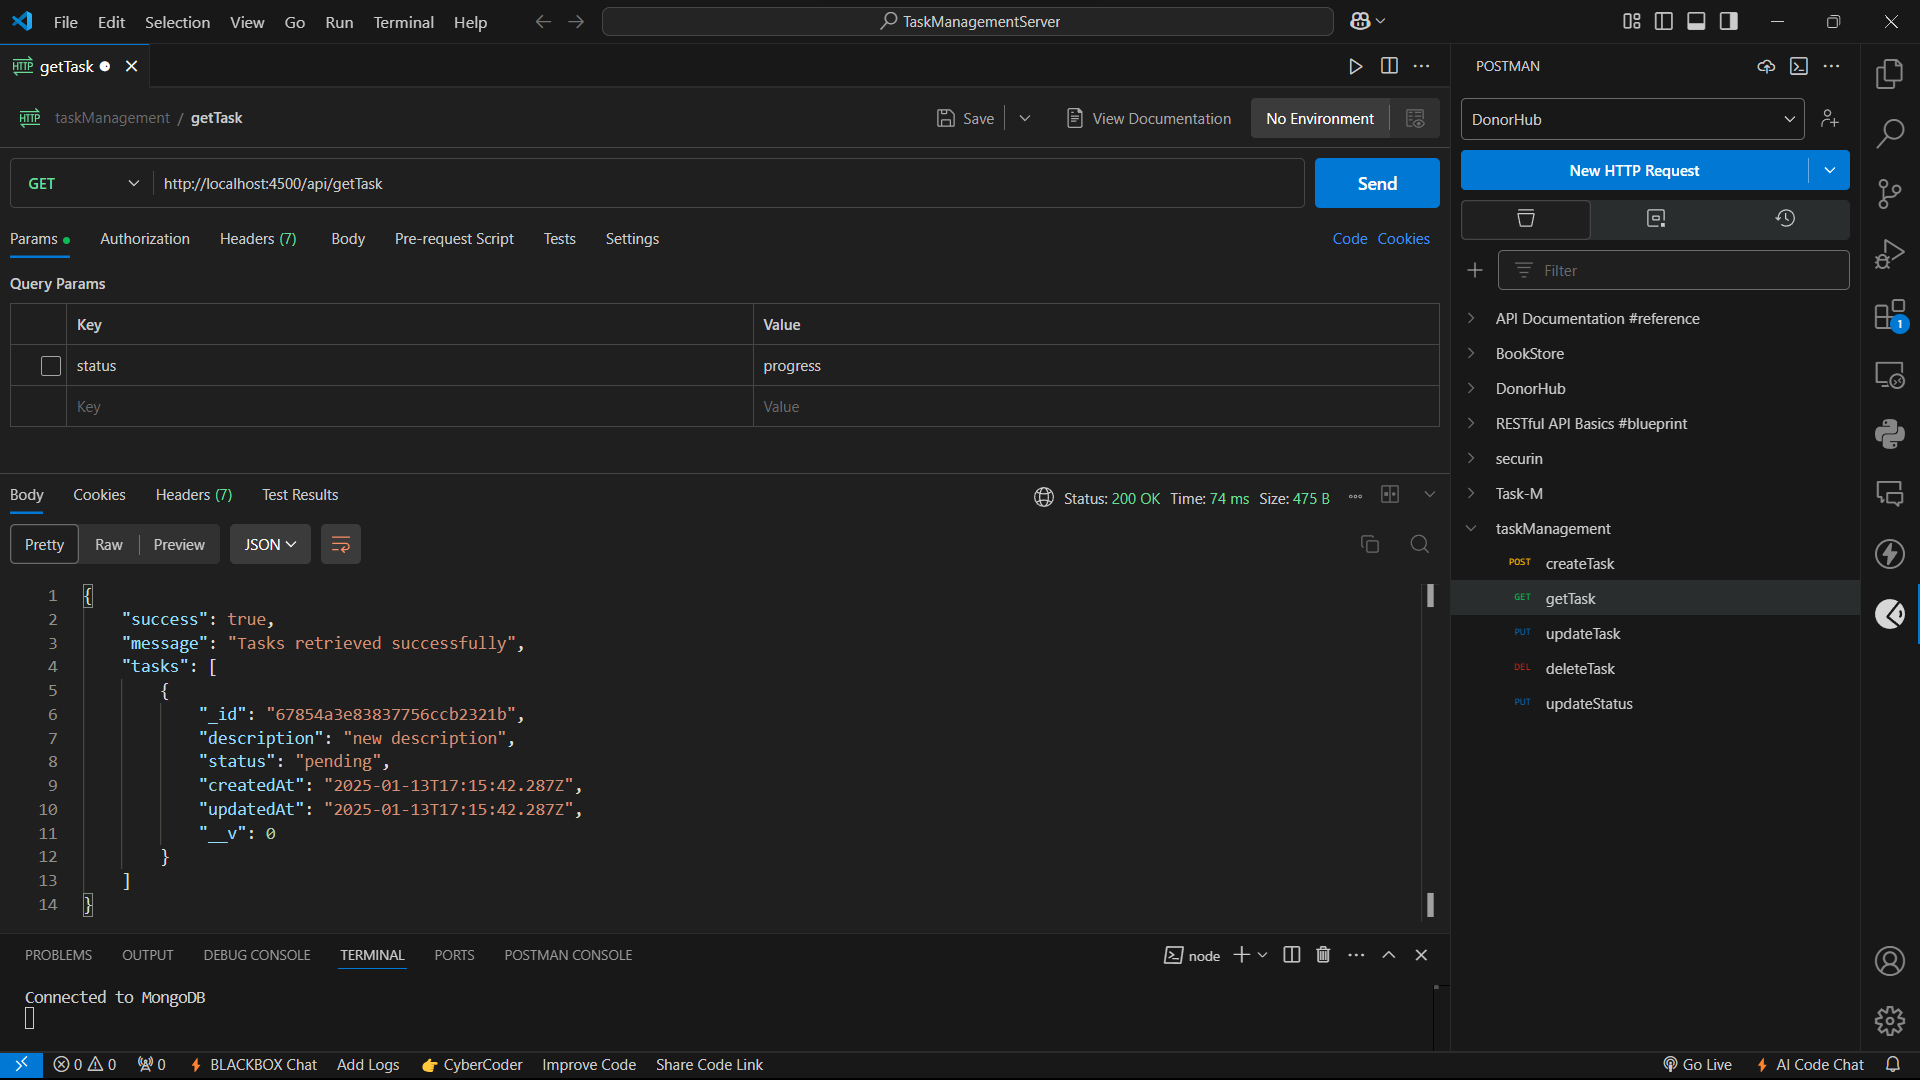 File Edit Selection View Go Run Terminal Help
TaskManagementServer
HTTP getTask
HTTP taskManagement / getTask
Save
View Documentation
No Environment
GET http://localhost:4500/api/getTask
Send
Params Authorization Headers (7) Body Pre-request Script Tests Settings
Code Cookies
Query Params
Key Value
status progress
Key Value
Body Cookies Headers (7) Test Results
Status: 200 OK Time: 74 ms Size: 475 B
Pretty Raw Preview JSON
1 {
2 "success": true,
3 "message": "Tasks retrieved successfully",
4 "tasks": [
5 {
6 "_id": "67854a3e83837756ccb2321b",
7 "description": "new description",
8 "status": "pending",
9 "createdAt": "2025-01-13T17:15:42.287Z",
10 "updatedAt": "2025-01-13T17:15:42.287Z",
11 "__v": 0
12 }
13 ]
14 }
PROBLEMS OUTPUT DEBUG CONSOLE TERMINAL PORTS POSTMAN CONSOLE
node
Connected to MongoDB
POSTMAN
DonorHub
New HTTP Request
Filter
API Documentation #reference
BookStore
DonorHub
RESTful API Basics #blueprint
securin
Task-M
taskManagement
POST createTask
GET getTask
PUT updateTask
DEL deleteTask
PUT updateStatus
1
0 0 0 BLACKBOX Chat Add Logs 👉 CyberCoder Improve Code Share Code Link
Go Live AI Code Chat